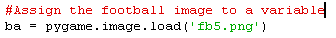 #Assign the football image to a variable
ba = pygame.image.load('fb5.png')